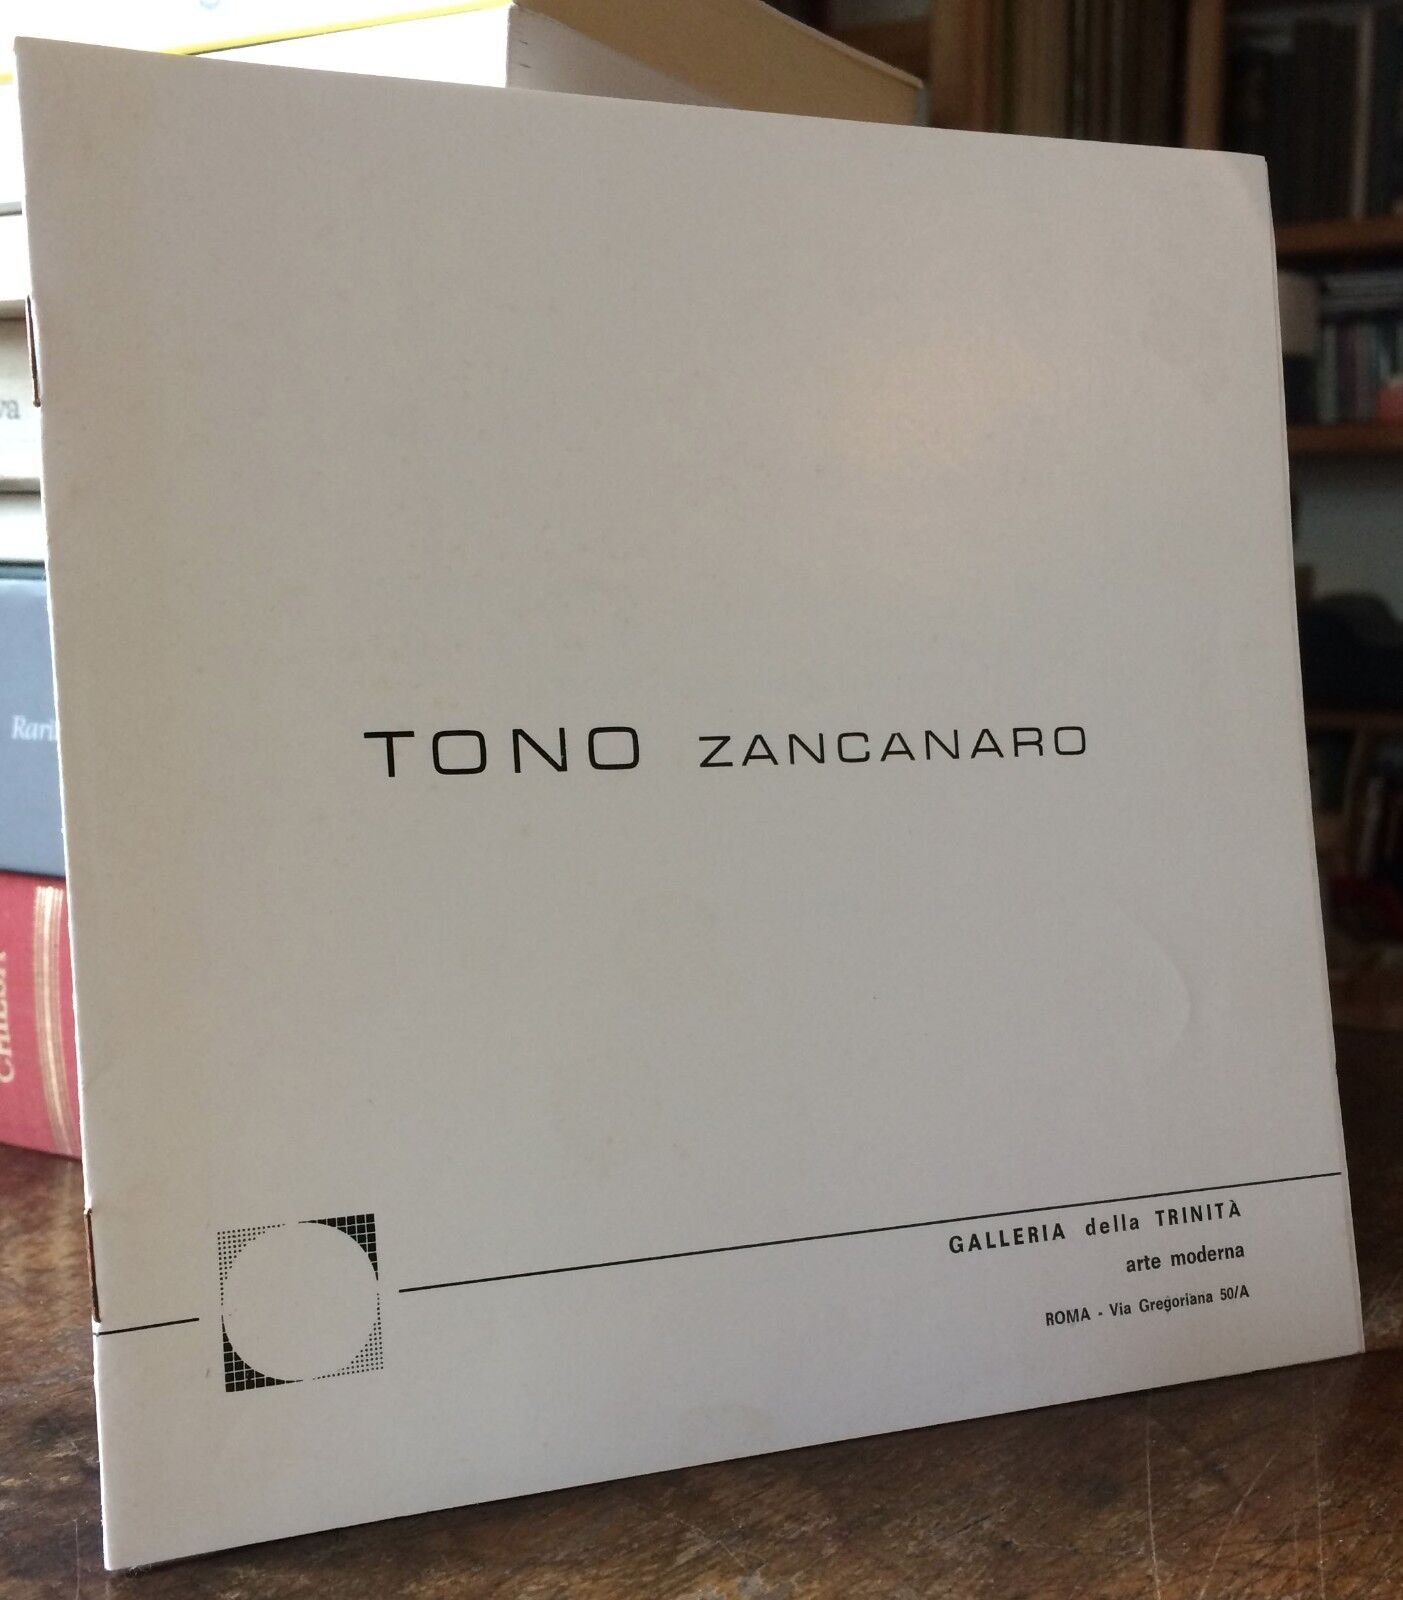 TONO ZANCANARO
GALLERIA della TRINITÀ
arte moderna
ROMA - Via Gregoriana 50/A